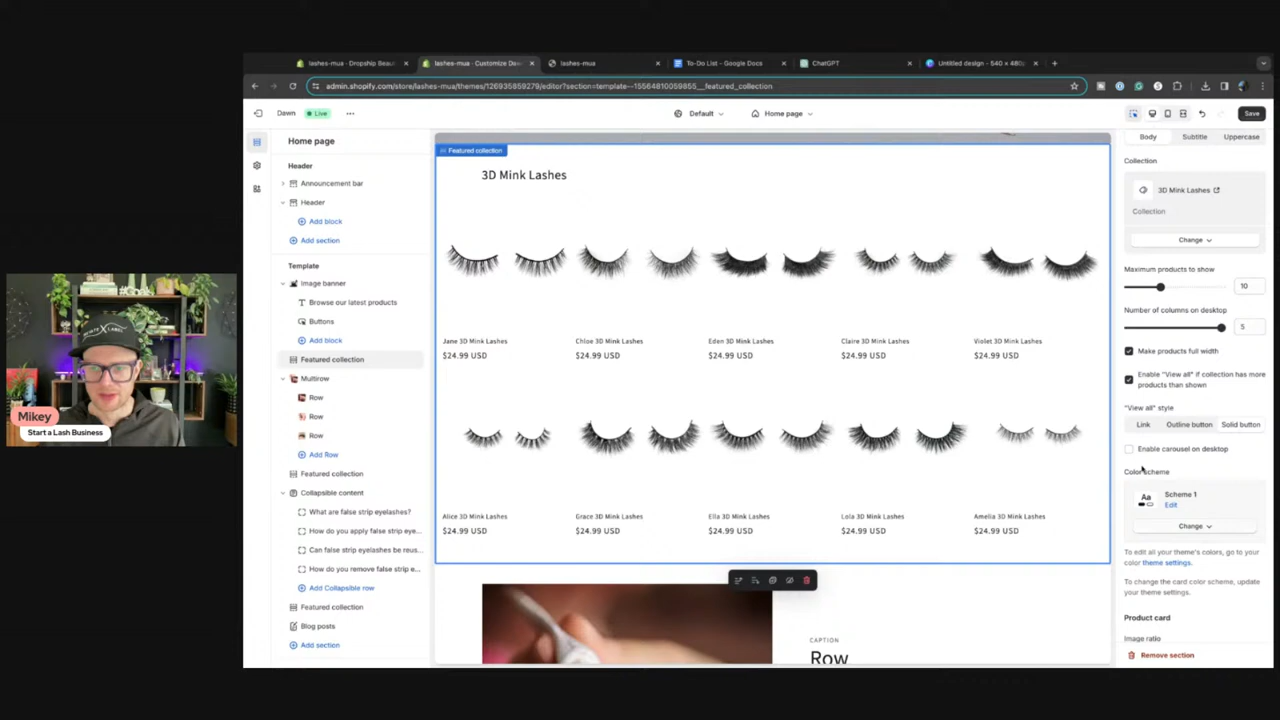 lashes-mua - Dropship Beau
lashes-mua - Customize Da
lashes-mua
To-Do List - Google Docs
ChatGPT
Untitled design - 540 × 480
admin.shopify.com/store/lashes-mua/themes/126935859279/editor?section=template--15564810059855__featured_collection
Dawn
Live
Default
Home page
Save
Home page
Header
Announcement bar
Header
Add block
Add section
Template
Image banner
Browse our latest products
Buttons
Add block
Featured collection
Multirow
Row
Row
Row
Add Row
Featured collection
Collapsible content
What are false strip eyelashes?
How do you apply false strip eye...
Can false strip eyelashes be reus...
How do you remove false strip e...
Add Collapsible row
Featured collection
Blog posts
Add section
Featured collection
3D Mink Lashes
Jane 3D Mink Lashes
$24.99 USD
Chloe 3D Mink Lashes
$24.99 USD
Eden 3D Mink Lashes
$24.99 USD
Claire 3D Mink Lashes
$24.99 USD
Violet 3D Mink Lashes
$24.99 USD
Alice 3D Mink Lashes
$24.99 USD
Grace 3D Mink Lashes
$24.99 USD
Ella 3D Mink Lashes
$24.99 USD
Lola 3D Mink Lashes
$24.99 USD
Amelia 3D Mink Lashes
$24.99 USD
CAPTION
Row
Body
Subtitle
Uppercase
Collection
3D Mink Lashes
Collection
Change
Maximum products to show
10
Number of columns on desktop
5
Make products full width
Enable "View all" if collection has more
products than shown
"View all" style
Link
Outline button
Solid button
Enable carousel on desktop
Color scheme
Aa
Scheme 1
Edit
Change
To edit all your theme's colors, go to your
theme settings.
To change the card color scheme, update
your theme settings.
Product card
Image ratio
Remove section
Mikey
Start a Lash Business